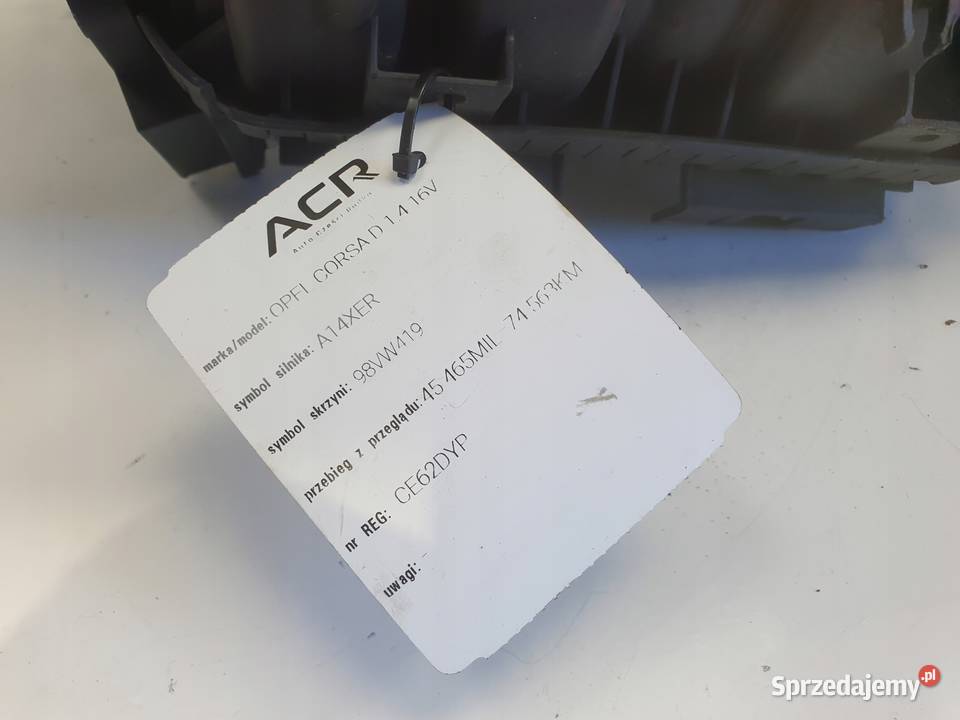 ACR
Auto Części
marka/model: OPEL CORSA D 1.4 16V
symbol silnika: A14XER
symbol skrzyni: 98VW419
przebieg z przeglądu: 45 465MIL - 74 563KM
nr REG: CE62DYP
uwagi: -
Sprzedajemy.pl